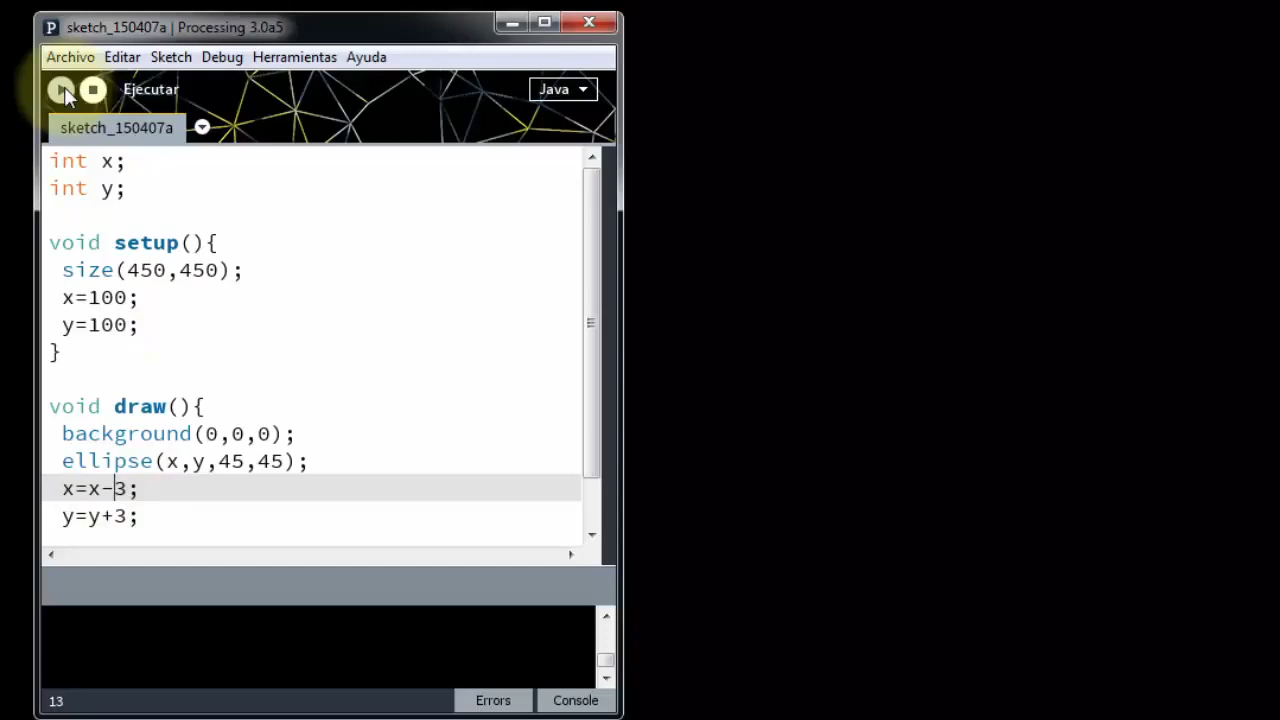 sketch_150407a | Processing 3.0a5
Archivo Editar Sketch Debug Herramientas Ayuda
Ejecutar
Java
sketch_150407a
int x;
int y;
void setup(){
size(450,450);
x=100;
y=100;
}
void draw(){
background(0,0,0);
ellipse(x,y,45,45);
x=x-3;
y=y+3;
13
Errors
Console